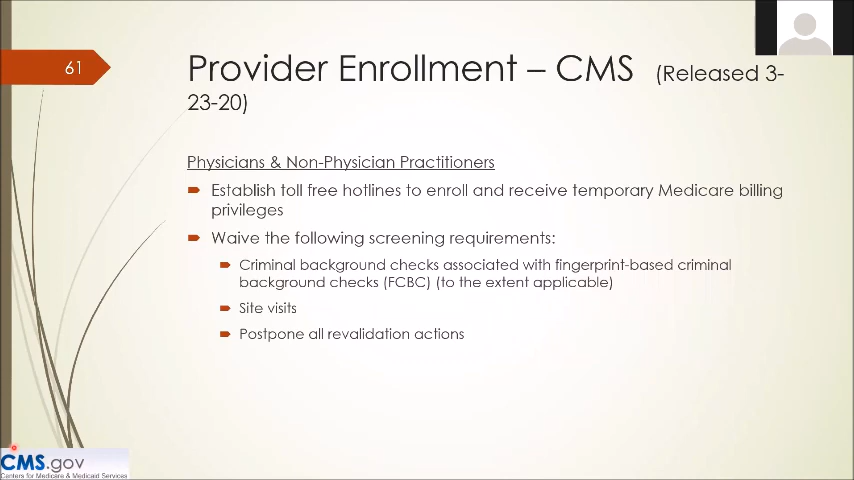 61
Provider Enrollment – CMS (Released 3-
23-20)
Physicians & Non-Physician Practitioners
Establish toll free hotlines to enroll and receive temporary Medicare billing
privileges
Waive the following screening requirements:
Criminal background checks associated with fingerprint-based criminal
background checks (FCBC) (to the extent applicable)
Site visits
Postpone all revalidation actions
CMS.gov
Centers for Medicare & Medicaid Services